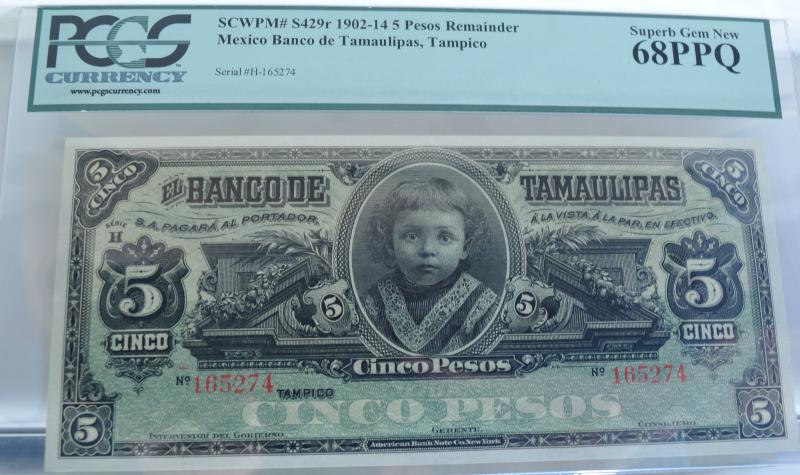 PCGS
CURRENCY
www.pcgscurrency.com
SCWPM# S429r 1902-14 5 Pesos Remainder
Mexico Banco de Tamaulipas, Tampico
Serial #H-165274
Superb Gem New
68PPQ
5 CINCO
5 CINCO
EL BANCO DE TAMAULIPAS
S.A. PAGARÁ AL PORTADOR Á LA VISTA, Á LA PAR, EN EFECTIVO.
SÉRIE
H
5 5 5 5
CINCO CINCO
CINCO PESOS
Nº 165274 Nº 165274
TAMPICO
CINCO PESOS
5 5
INTERVENTOR DEL GOBIERNO. GERENTE. CONSEJERO.
American Bank Note Co. New York